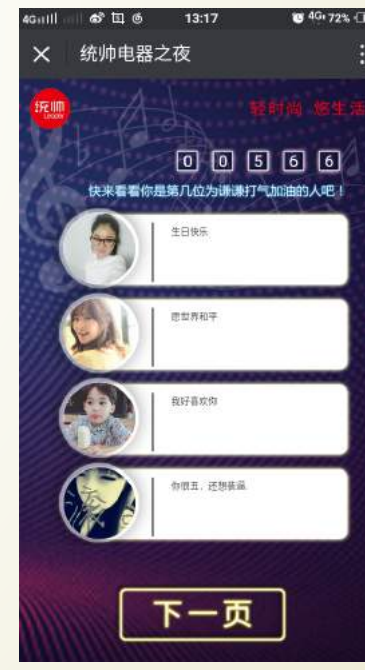 4G 13:17 4G+ 72%
统帅电器之夜
统帅
Leader
轻时尚 悠生活
0 0 5 6 6
快来看看你是第几位为谦谦打气加油的人吧！
生日快乐
愿世界和平
我好喜欢你
你很丑，还想装逼
下一页